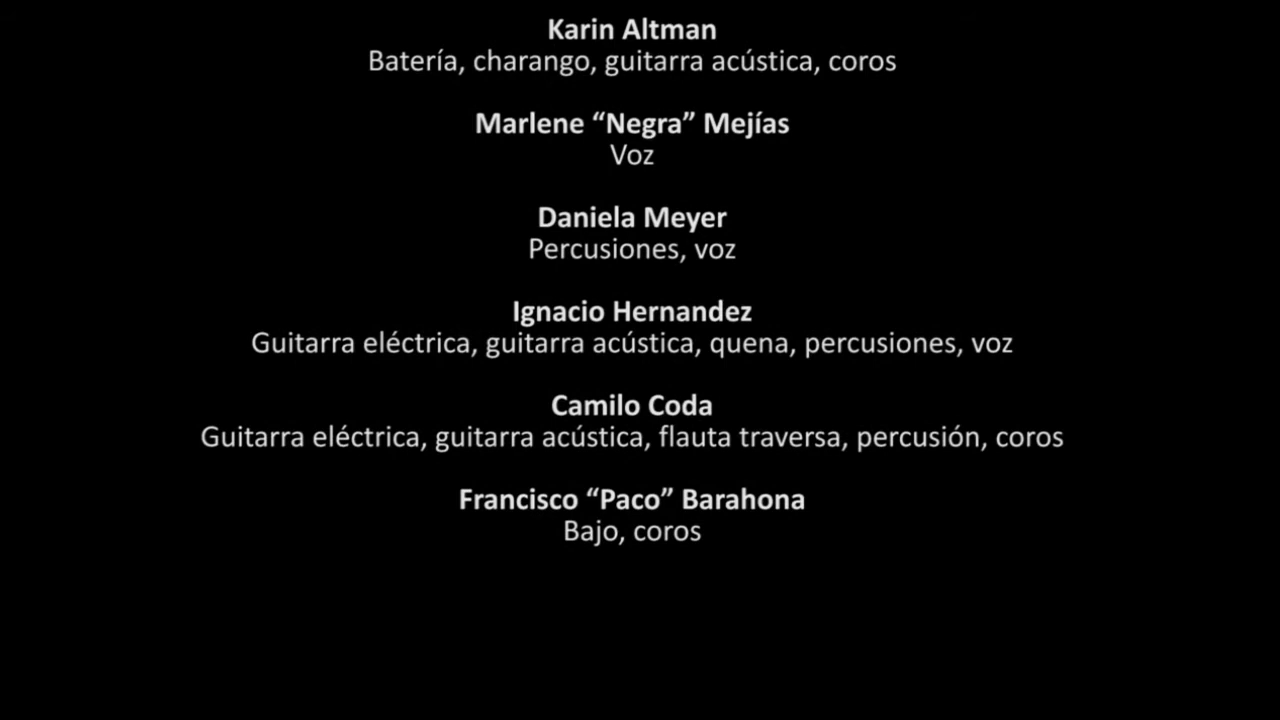 Karin Altman
Batería, charango, guitarra acústica, coros
Marlene “Negra” Mejías
Voz
Daniela Meyer
Percusiones, voz
Ignacio Hernandez
Guitarra eléctrica, guitarra acústica, quena, percusiones, voz
Camilo Coda
Guitarra eléctrica, guitarra acústica, flauta traversa, percusión, coros
Francisco “Paco” Barahona
Bajo, coros